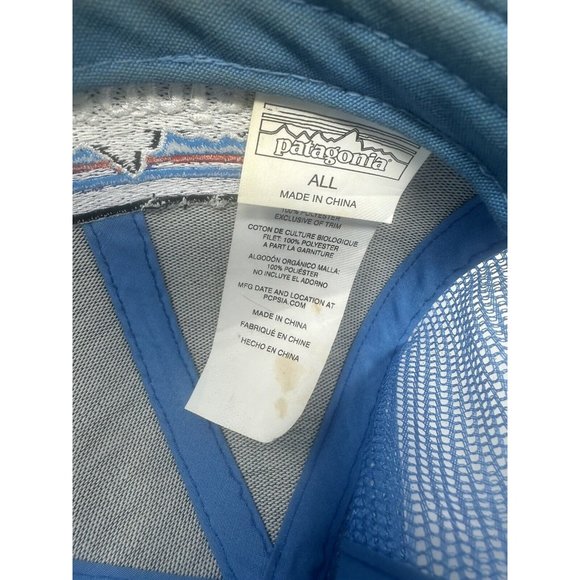 patagonia
ALL
MADE IN CHINA
100% POLYESTER
EXCLUSIVE OF TRIM
COTON DE CULTURE BIOLOGIQUE
FILET: 100% POLYESTER
A PART LA GARNITURE
ALGODÓN ORGÁNICO MALLA:
100% POLIÉSTER
NO INCLUYE EL ADORNO
MFG DATE AND LOCATION AT
PCPSIA.COM
MADE IN CHINA
FABRIQUÉ EN CHINE
HECHO EN CHINA